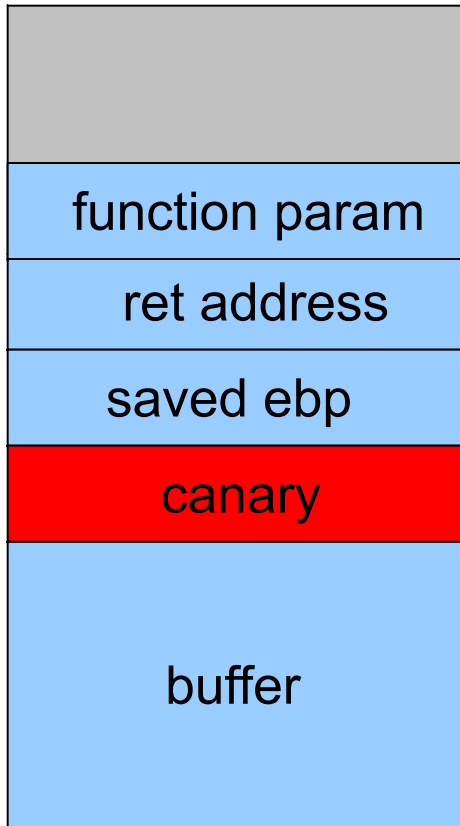 function param
ret address
saved ebp
canary
buffer